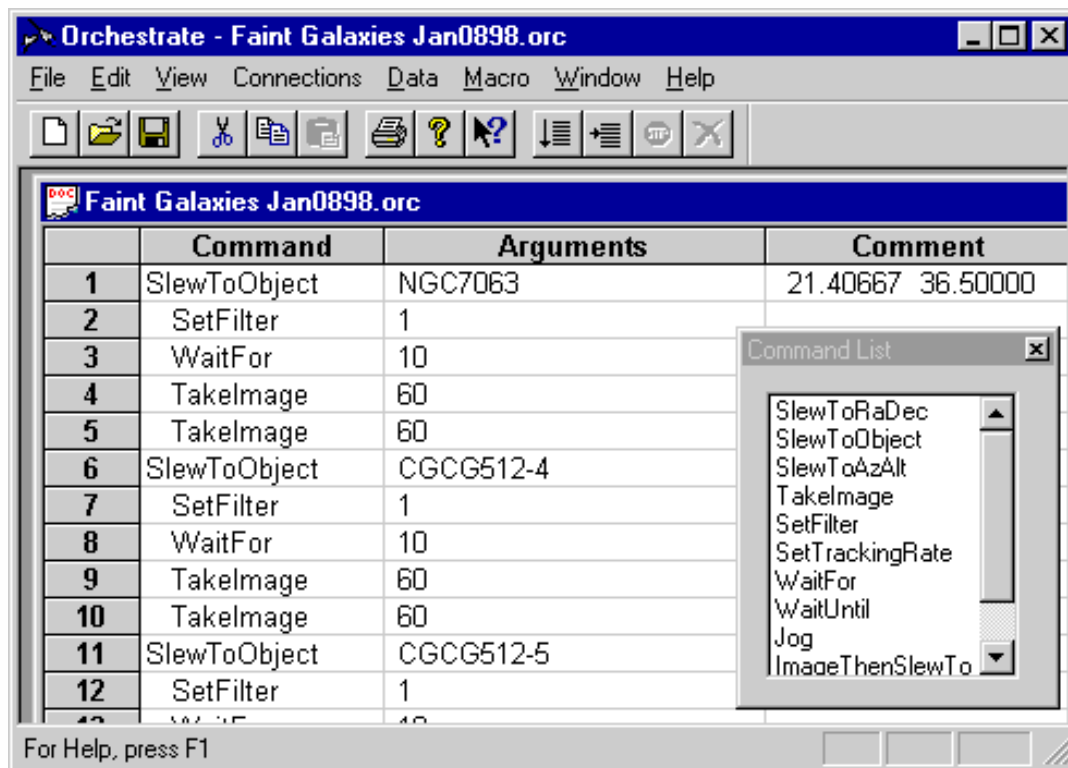 Orchestrate - Faint Galaxies Jan0898.orc
File Edit View Connections Data Macro Window Help
Faint Galaxies Jan0898.orc
Command Arguments Comment
1 SlewToObject NGC7063 21.40667 36.50000
2 SetFilter 1
3 WaitFor 10
4 TakeImage 60
5 TakeImage 60
6 SlewToObject CGCG512-4
7 SetFilter 1
8 WaitFor 10
9 TakeImage 60
10 TakeImage 60
11 SlewToObject CGCG512-5
12 SetFilter 1
Command List
SlewToRaDec
SlewToObject
SlewToAzAlt
TakeImage
SetFilter
SetTrackingRate
WaitFor
WaitUntil
Jog
ImageThenSlewTo
For Help, press F1